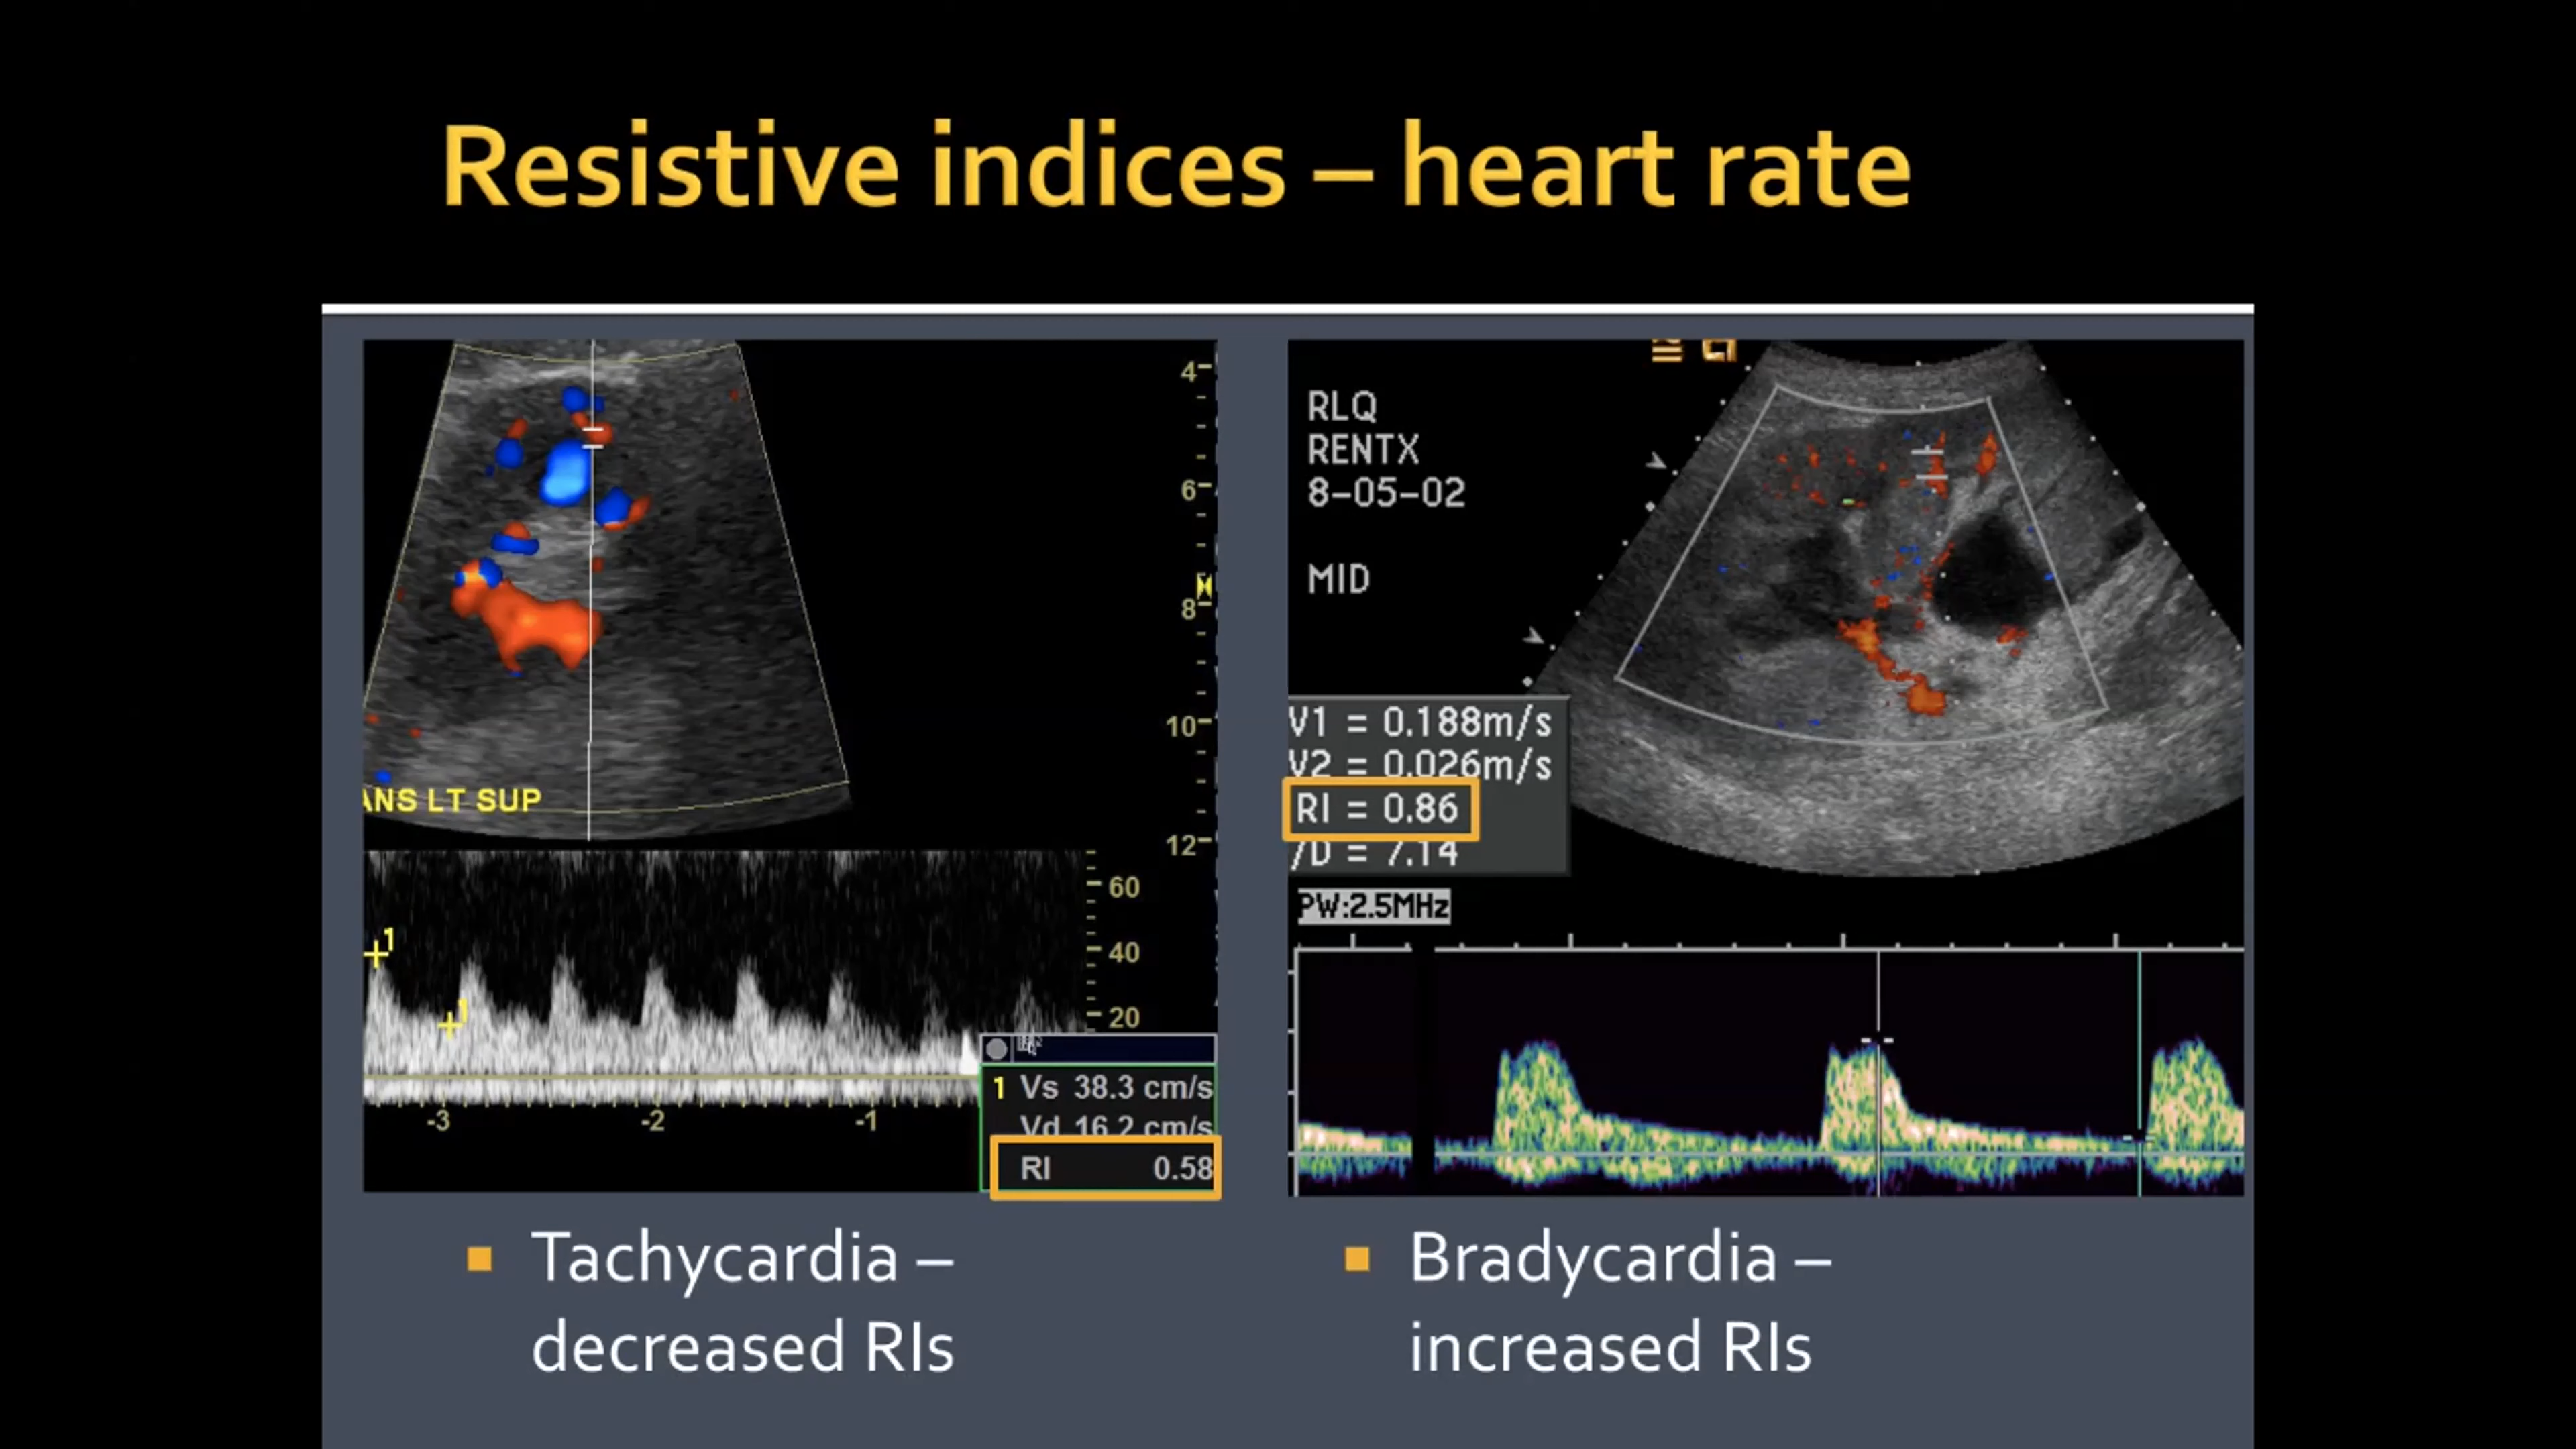 Resistive indices – heart rate
4
6
8
10
12
ANS LT SUP
60
40
20
1
1
-3
-2
-1
1 Vs 38.3 cm/s
Vd 16.2 cm/s
RI 0.58
RLQ
RENTX
8-05-02
MID
V1 = 0.188m/s
V2 = 0.026m/s
RI = 0.86
/D = 7.14
PW:2.5MHz
Tachycardia –
decreased RIs
Bradycardia –
increased RIs